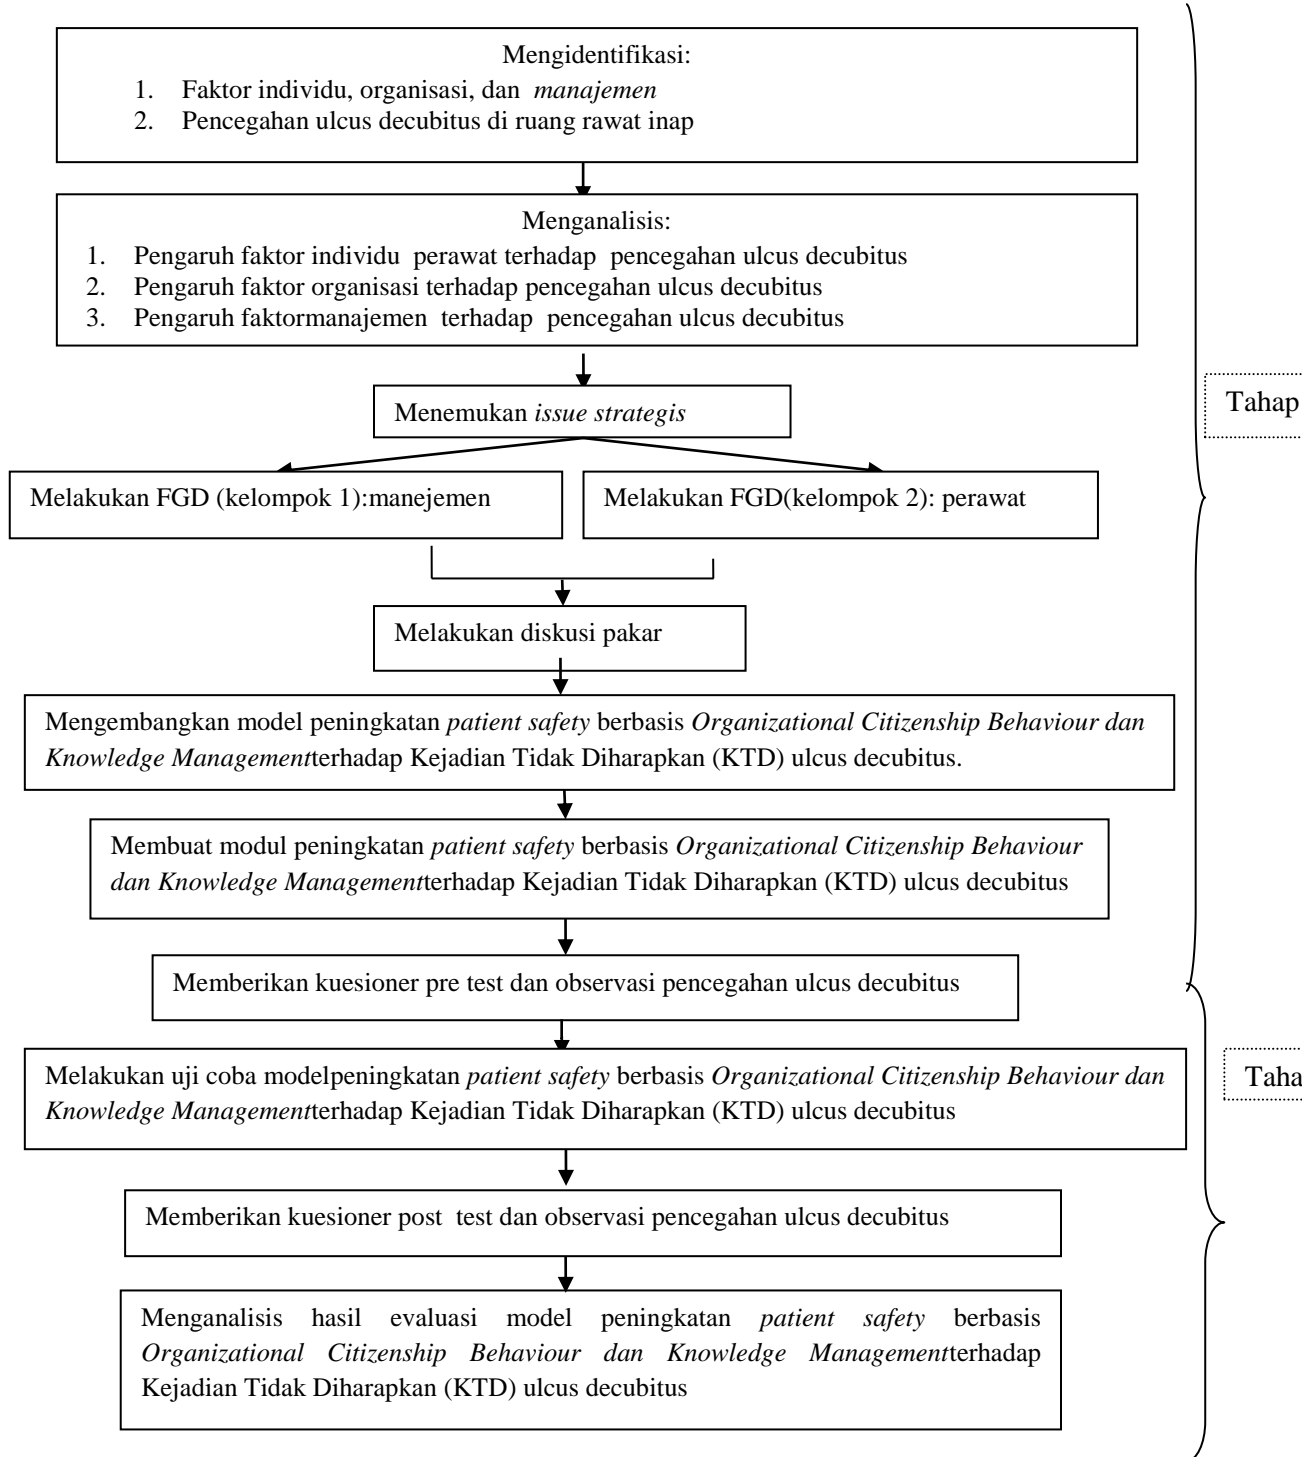 Mengidentifikasi:
1. Faktor individu, organisasi, dan manajemen
2. Pencegahan ulcus decubitus di ruang rawat inap
Menganalisis:
1. Pengaruh faktor individu perawat terhadap pencegahan ulcus decubitus
2. Pengaruh faktor organisasi terhadap pencegahan ulcus decubitus
3. Pengaruh faktormanajemen terhadap pencegahan ulcus decubitus
Tahap
Menemukan issue strategis
Melakukan FGD (kelompok 1):manejemen
Melakukan FGD(kelompok 2): perawat
Melakukan diskusi pakar
Mengembangkan model peningkatan patient safety berbasis Organizational Citizenship Behaviour dan
Knowledge Managementterhadap Kejadian Tidak Diharapkan (KTD) ulcus decubitus.
Membuat modul peningkatan patient safety berbasis Organizational Citizenship Behaviour
dan Knowledge Managementterhadap Kejadian Tidak Diharapkan (KTD) ulcus decubitus
Memberikan kuesioner pre test dan observasi pencegahan ulcus decubitus
Melakukan uji coba modelpeningkatan patient safety berbasis Organizational Citizenship Behaviour dan
Knowledge Managementterhadap Kejadian Tidak Diharapkan (KTD) ulcus decubitus
Taha
Memberikan kuesioner post test dan observasi pencegahan ulcus decubitus
Menganalisis hasil evaluasi model peningkatan patient safety berbasis
Organizational Citizenship Behaviour dan Knowledge Managementterhadap
Kejadian Tidak Diharapkan (KTD) ulcus decubitus